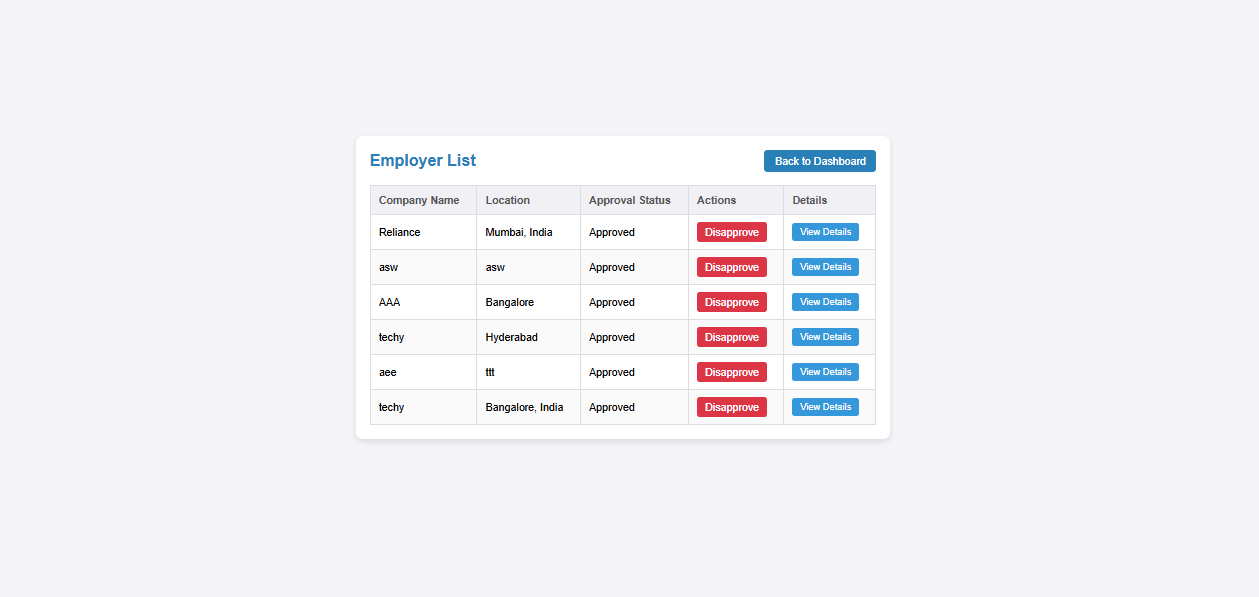 Employer List Back to Dashboard
Company Name Location Approval Status Actions Details
Reliance Mumbai, India Approved Disapprove View Details
asw asw Approved Disapprove View Details
AAA Bangalore Approved Disapprove View Details
techy Hyderabad Approved Disapprove View Details
aee ttt Approved Disapprove View Details
techy Bangalore, India Approved Disapprove View Details